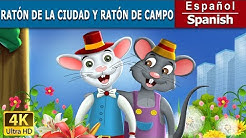 RATÓN DE LA CIUDAD Y RATÓN DE CAMPO
Español
Spanish
4K
Ultra HD